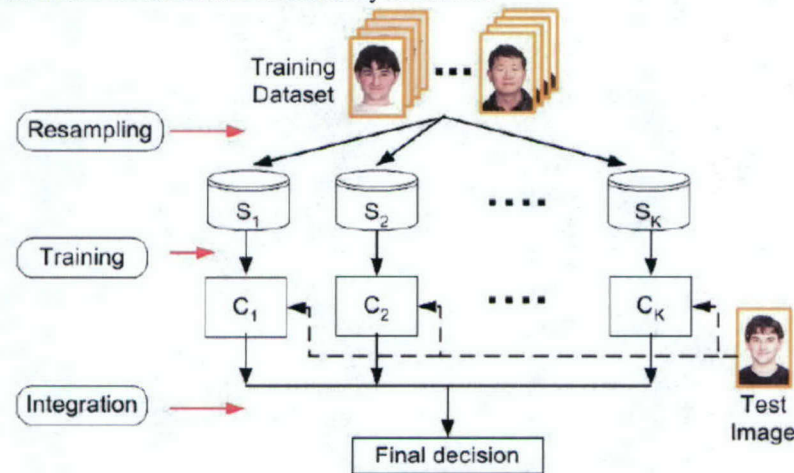 Training
Dataset
Resampling
S1 S2 SK
Training
C1 C2 CK
Integration
Test
Image
Final decision